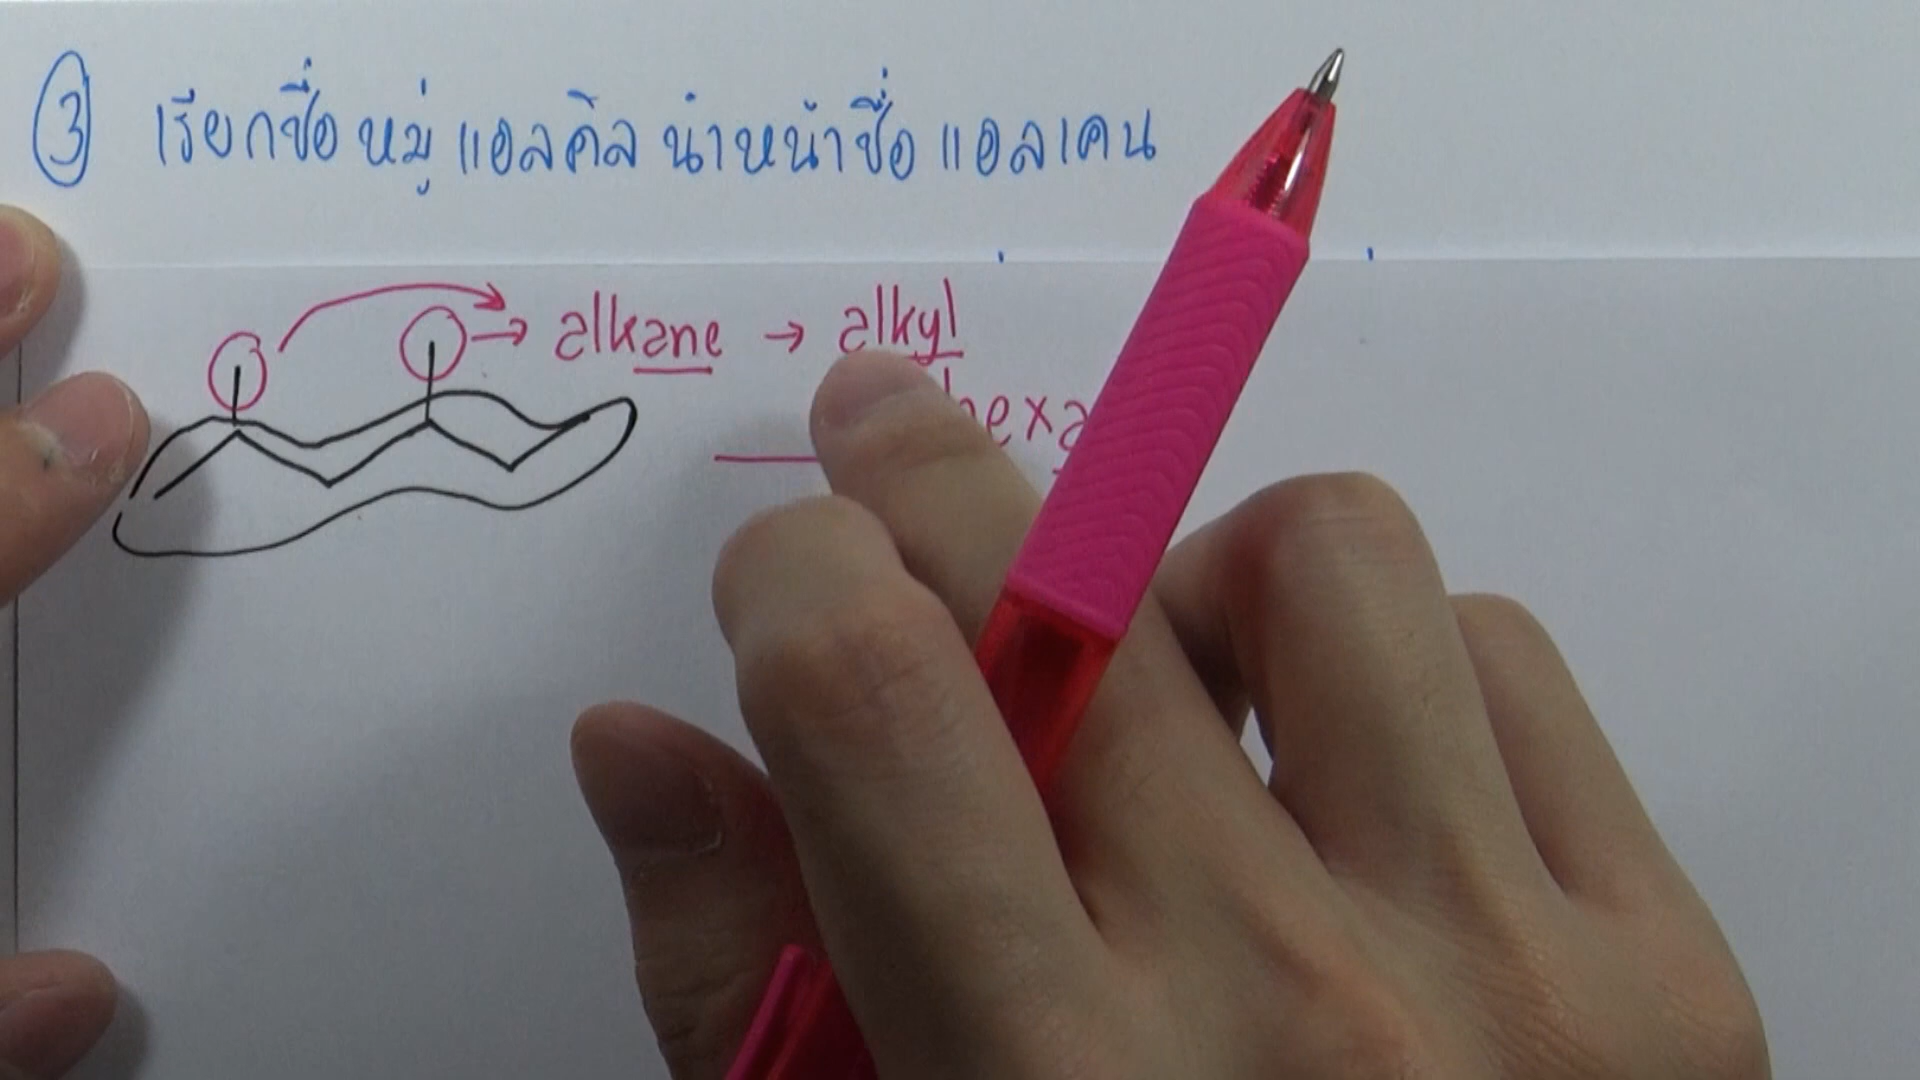 ③ เรียกชื่อ หมู่ แอลคิล นำหน้าชื่อ แอลเคน
→ alkane → alkyl